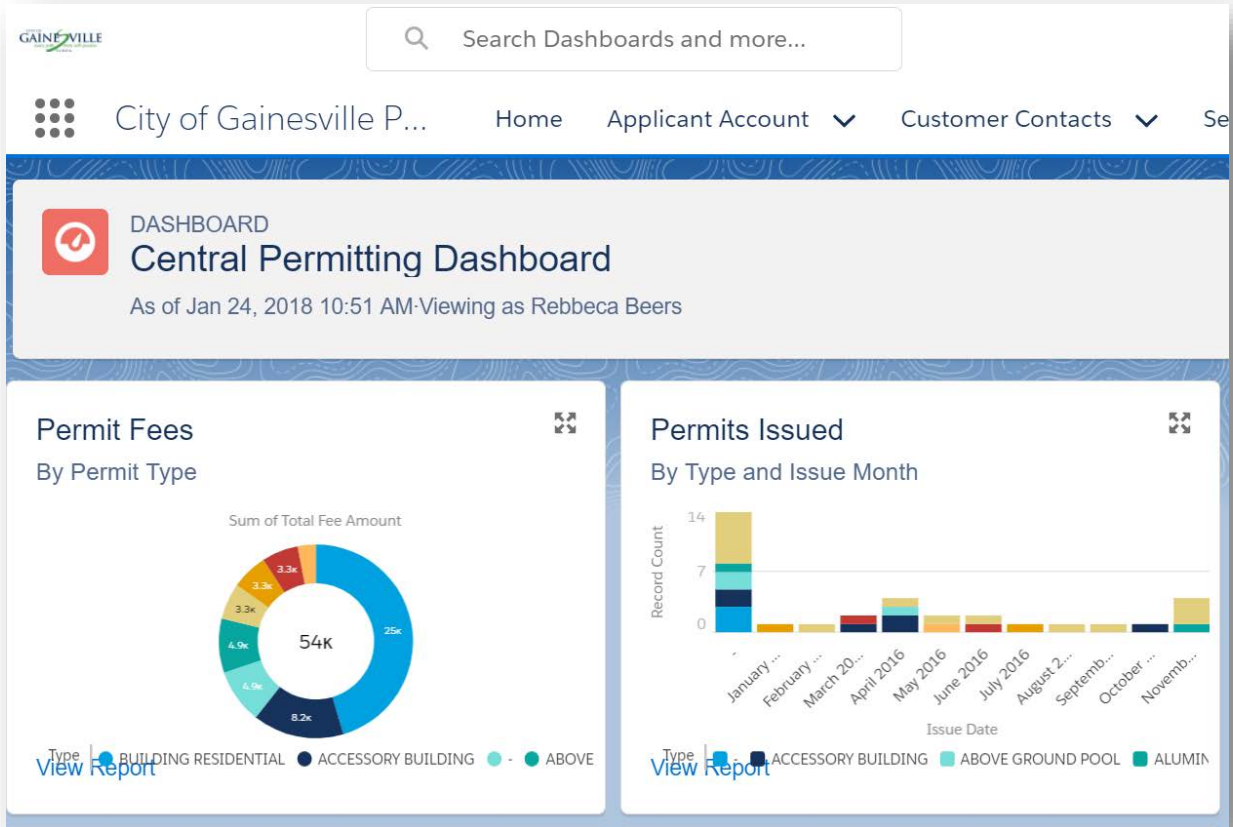 GAINESVILLE
Search Dashboards and more...
City of Gainesville P... Home Applicant Account Customer Contacts Se
DASHBOARD
Central Permitting Dashboard
As of Jan 24, 2018 10:51 AM·Viewing as Rebbeca Beers
Permit Fees
By Permit Type
Sum of Total Fee Amount
3.3K
3.3K
3.3K
25K
54K
4.9K
4.9K
8.2K
Type BUILDING RESIDENTIAL ACCESSORY BUILDING - ABOVE
View Report
Permits Issued
By Type and Issue Month
14
Record Count
7
0
- January ... February ... March 20... April 2016 May 2016 June 2016 July 2016 August 2... Septemb... October ... Novemb...
Issue Date
Type - ACCESSORY BUILDING ABOVE GROUND POOL ALUMIN
View Report